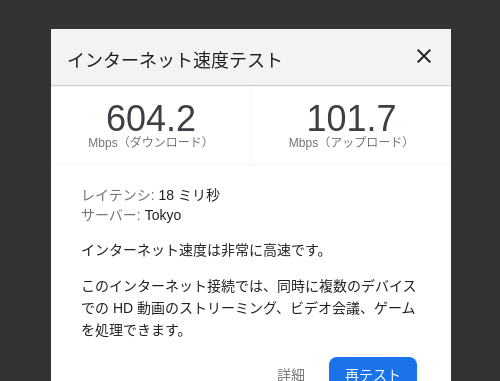 インターネット速度テスト
604.2
Mbps（ダウンロード）
101.7
Mbps（アップロード）
レイテンシ: 18 ミリ秒
サーバー: Tokyo
インターネット速度は非常に高速です。
このインターネット接続では、同時に複数のデバイス
での HD 動画のストリーミング、ビデオ会議、ゲーム
を処理できます。
詳細
再テスト